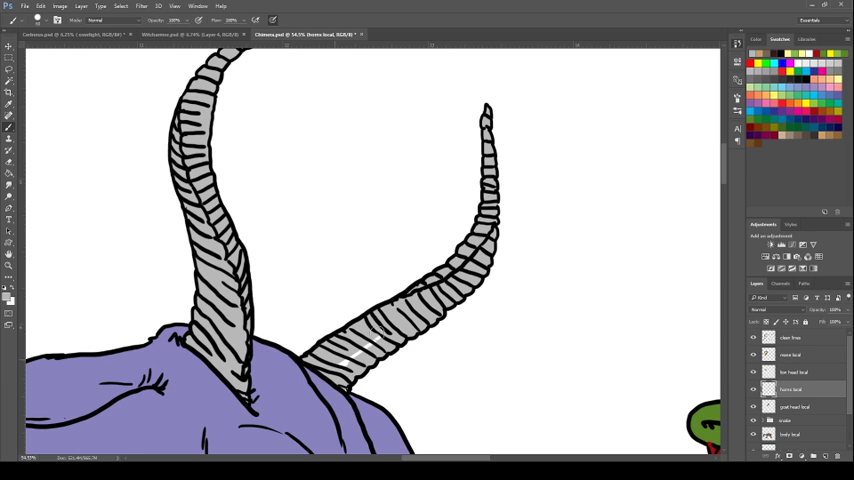 Ps File Edit Image Layer Type Select Filter 3D View Window Help
Mode: Normal Opacity: 100% Flow: 100% Essentials
Chimera.psd @ 54.5% (horns local, RGB/8) *
Color Swatches Libraries
Adjustments Styles
Add an adjustment
Layers Channels Paths
Kind
Normal Opacity: 100%
Lock: Fill: 100%
clean lines
mane local
lion head local
horns local
goat head local
snake
body local